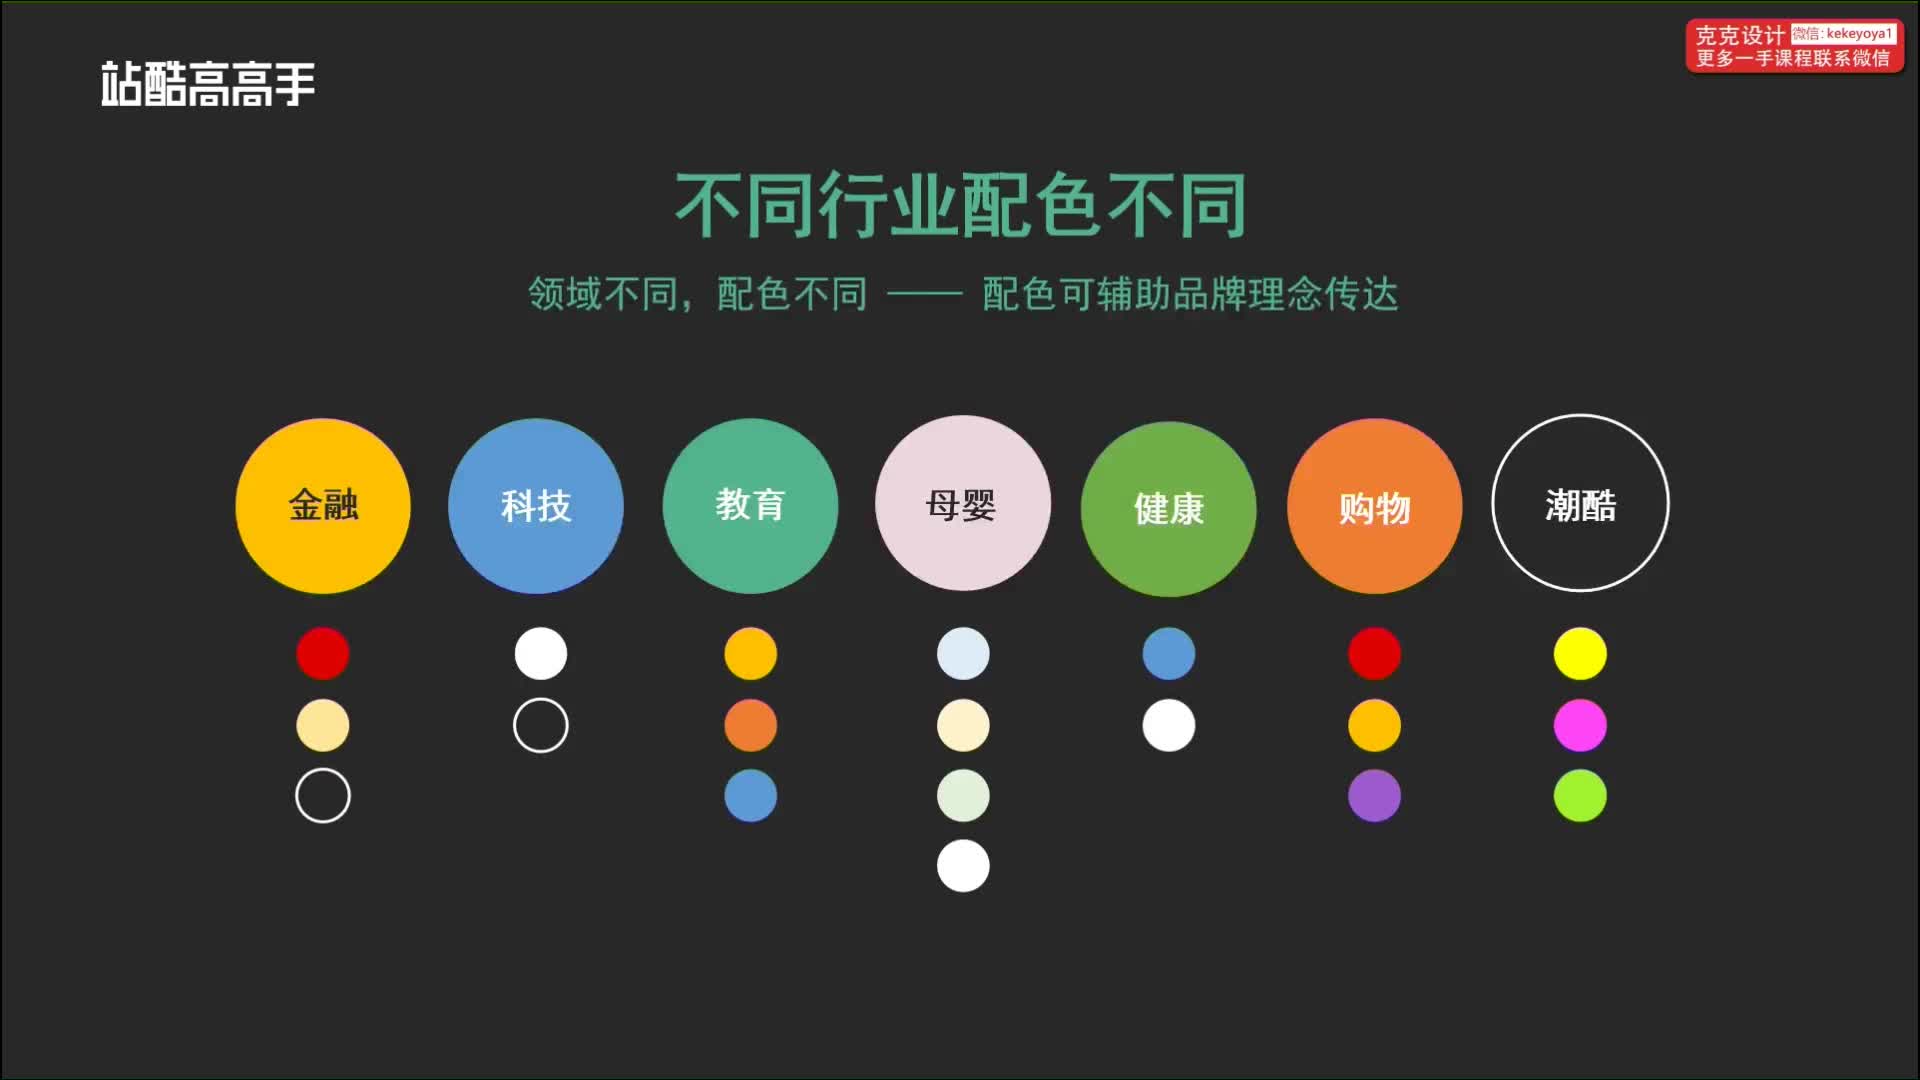 站酷高高手
克克设计 微信：kekeyoya1
更多一手课程联系微信
不同行业配色不同
领域不同，配色不同 —— 配色可辅助品牌理念传达
金融
科技
教育
母婴
健康
购物
潮酷